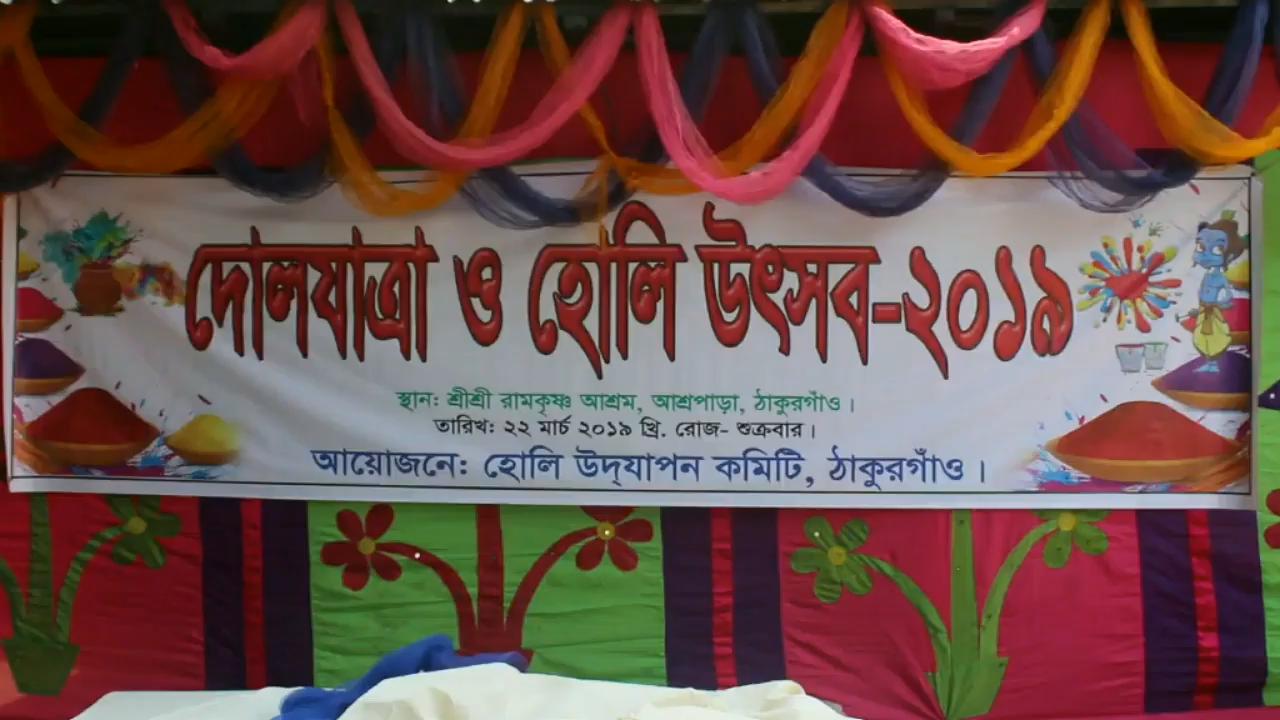 দোলযাত্রা ও হোলি উৎসব-২০১৯
স্থান: শ্রীশ্রী রামকৃষ্ণ আশ্রম, আশ্রপাড়া, ঠাকুরগাঁও।
তারিখ: ২২ মার্চ ২০১৯ খ্রি. রোজ- শুক্রবার।
আয়োজনে: হোলি উদ্‌যাপন কমিটি, ঠাকুরগাঁও।